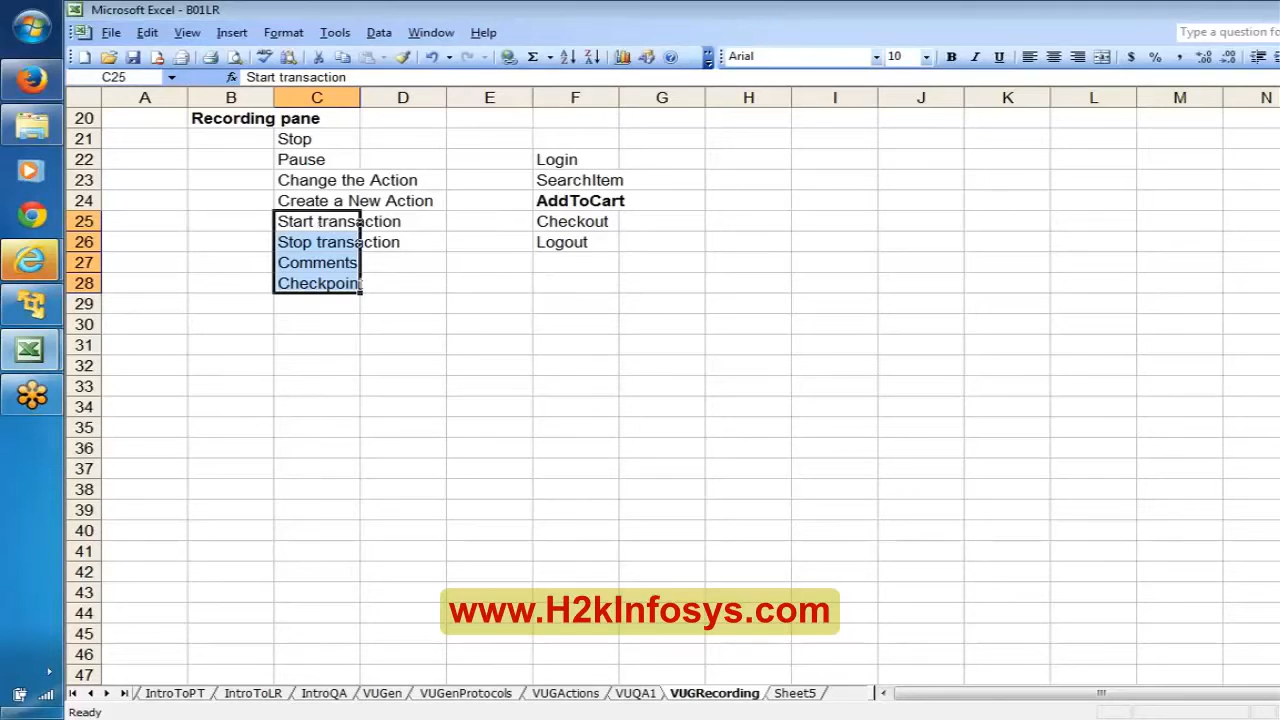 Microsoft Excel - B01LR
File Edit View Insert Format Tools Data Window Help
Type a question fo
Arial 10 B I U $ %
C25 fx Start transaction
A B C D E F G H I J K L M N
20 Recording pane
21 Stop
22 Pause Login
23 Change the Action SearchItem
24 Create a New Action AddToCart
25 Start transaction Checkout
26 Stop transaction Logout
27 Comments
28 Checkpoin
29
30
31
32
33
34
35
36
37
38
39
40
41
42
43
44
45
46
47
www.H2kInfosys.com
IntroToPT IntroToLR IntroQA VUGen VUGenProtocols VUGActions VUQA1 VUGRecording Sheet5
Ready